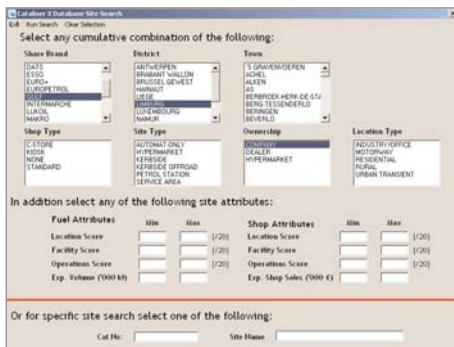 Catalist X Database Site Search
Exit Run Search Clear Selection
Select any cumulative combination of the following:
Share Brand District Town
DATS ANTWERPEN 'S GRAVENVOEREN
ESSO BRABANT WALLON ACHEL
EURO+ BRUSSEL GEWEST ALKEN
EUROPETROL HAINAUT AS
GULF LIEGE BERBROEK-HERK-DE-STA
INTERMARCHE LIMBURG BERG TESSENDERLO
LUKOIL LUXEMBOURG BERINGEN
MAKRO NAMUR BEVERLO
Shop Type Site Type Ownership Location Type
C-STORE AUTOMAT-ONLY COMPANY INDUSTRY/OFFICE
KIOSK HYPERMARKET DEALER MOTORWAY
NONE KERBSIDE HYPERMARKET RESIDENTIAL
STANDARD KERBSIDE OFFROAD RURAL
PETROL STATION URBAN TRANSIENT
SERVICE AREA
In addition select any of the following site attributes:
Fuel Attributes Min Max Shop Attributes Min Max
Location Score [/20] Location Score [/20]
Facility Score [/20] Facility Score [/20]
Operations Score [/20] Operations Score [/20]
Exp. Volume ('000 kl) Exp. Shop Sales ('000 €)
Or for specific site search select one of the following:
Cat No: Site Name